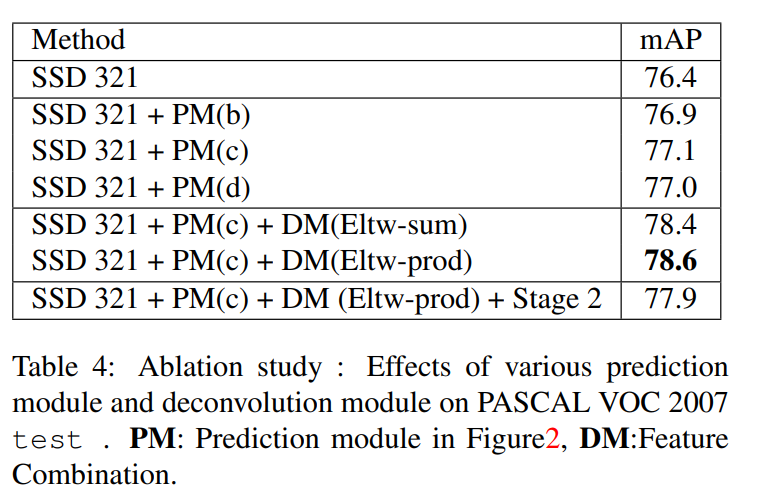 Method mAP
SSD 321 76.4
SSD 321 + PM(b) 76.9
SSD 321 + PM(c) 77.1
SSD 321 + PM(d) 77.0
SSD 321 + PM(c) + DM(Eltw-sum) 78.4
SSD 321 + PM(c) + DM(Eltw-prod) 78.6
SSD 321 + PM(c) + DM (Eltw-prod) + Stage 2 77.9
Table 4: Ablation study : Effects of various prediction
module and deconvolution module on PASCAL VOC 2007
test . PM: Prediction module in Figure2, DM:Feature
Combination.